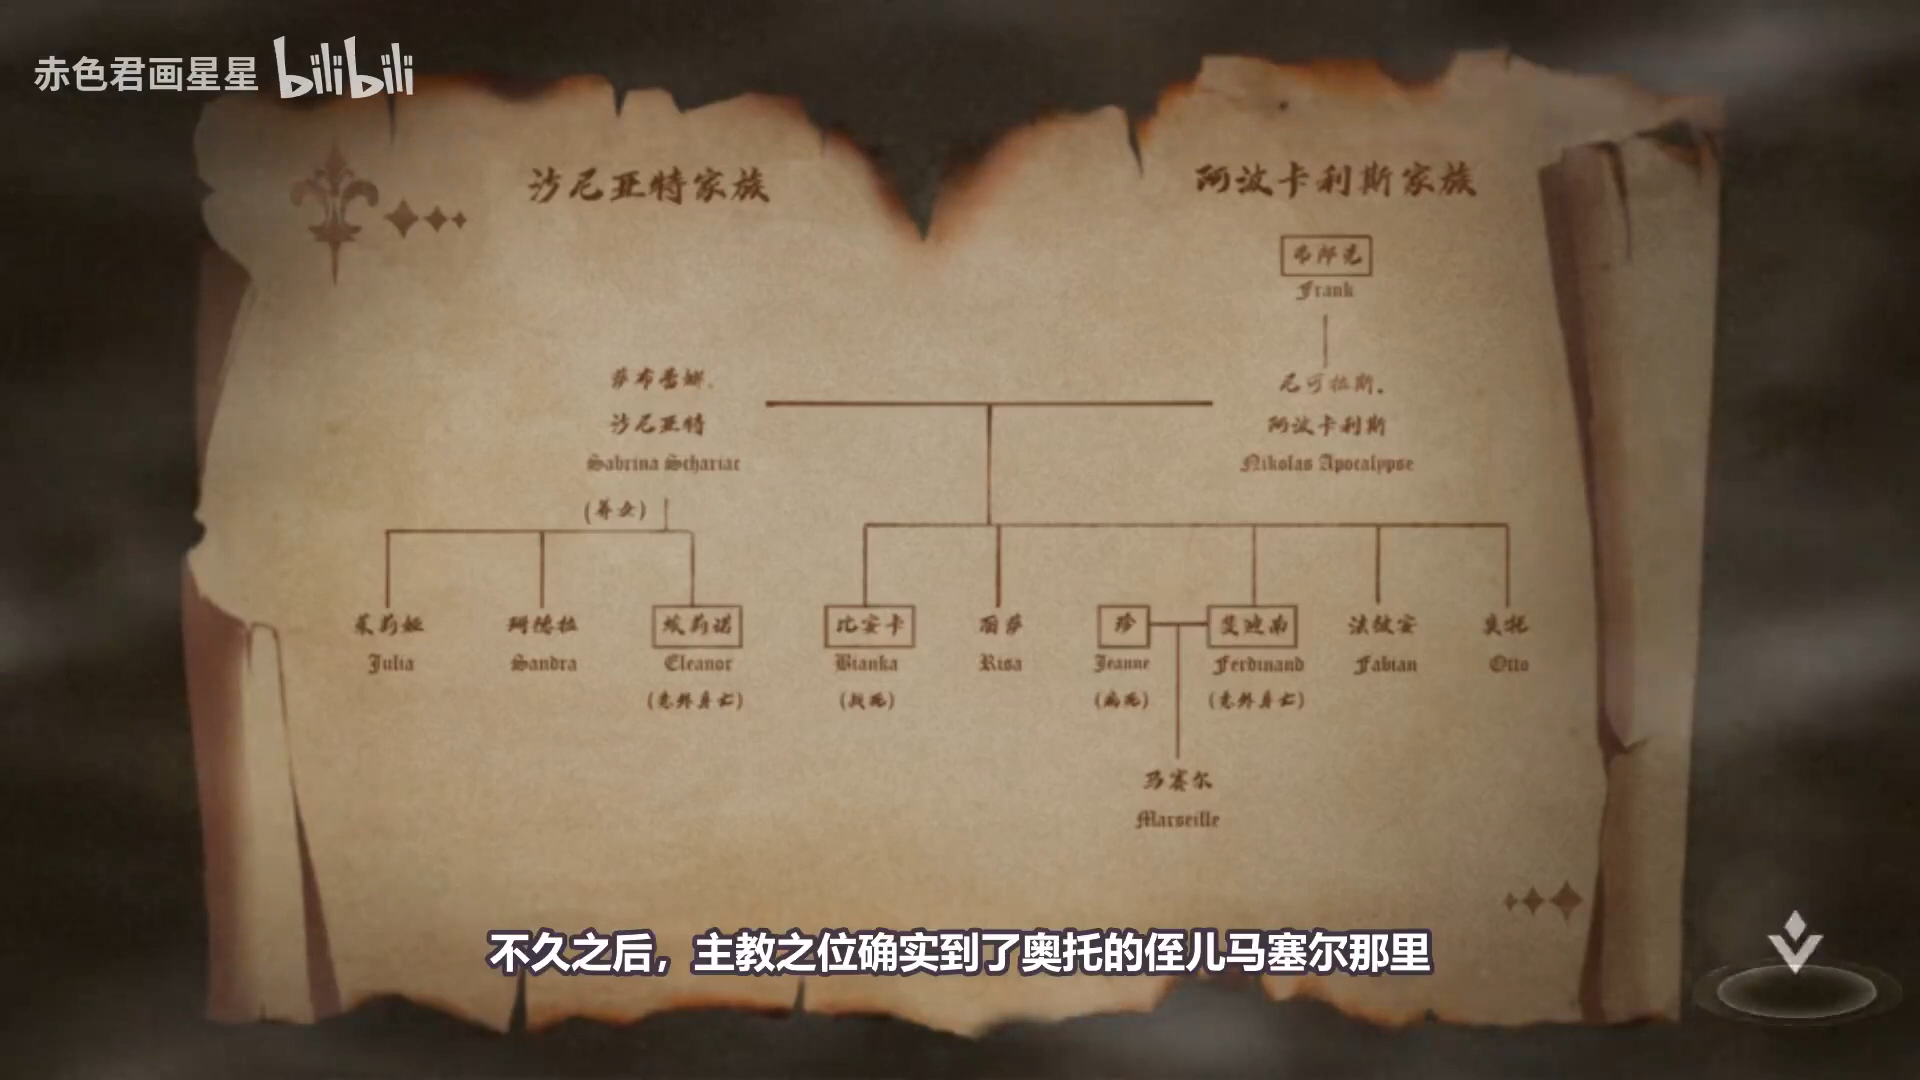 赤色君画星星 bilibili
沙尼亚特家族
阿波卡利斯家族
弗郎克
Frank
萨布蕾娜.
沙尼亚特
Sabrina Schariac
尼可拉斯.
阿波卡利斯
Nikolas Apocalypse
(养女)
茱莉娅
珂德拉
埃莉诺
比安卡
丽萨
珍
斐迪南
法敛安
奥托
Julia
Sandra
Eleanor
Bianka
Risa
Jeanne
Ferdinand
Fabian
Otto
(意外身亡)
(战死)
(病死)
(意外身亡)
马赛尔
Marseille
不久之后，主教之位确实到了奥托的侄儿马塞尔那里